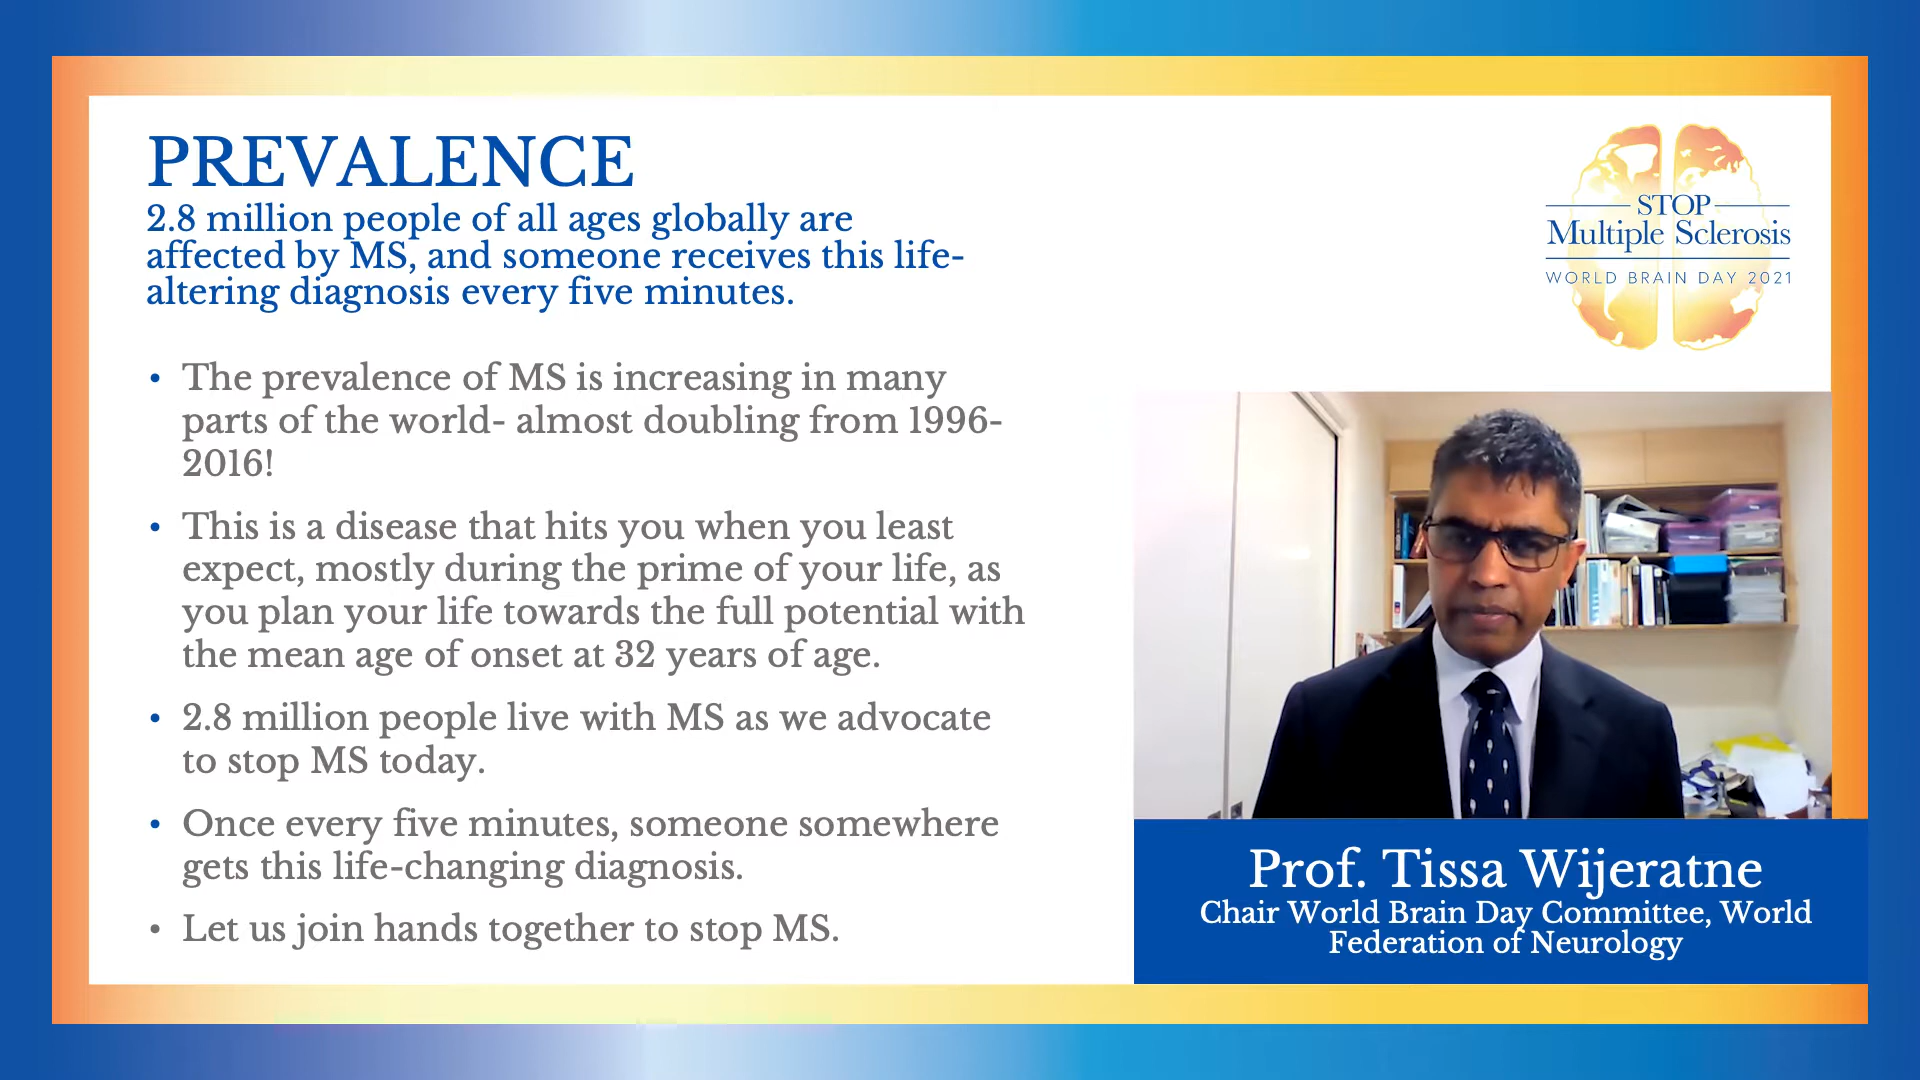 PREVALENCE
2.8 million people of all ages globally are
affected by MS, and someone receives this life-
altering diagnosis every five minutes.
• The prevalence of MS is increasing in many
parts of the world- almost doubling from 1996-
2016!
• This is a disease that hits you when you least
expect, mostly during the prime of your life, as
you plan your life towards the full potential with
the mean age of onset at 32 years of age.
• 2.8 million people live with MS as we advocate
to stop MS today.
• Once every five minutes, someone somewhere
gets this life-changing diagnosis.
• Let us join hands together to stop MS.
STOP
Multiple Sclerosis
WORLD BRAIN DAY 2021
Prof. Tissa Wijeratne
Chair World Brain Day Committee, World
Federation of Neurology